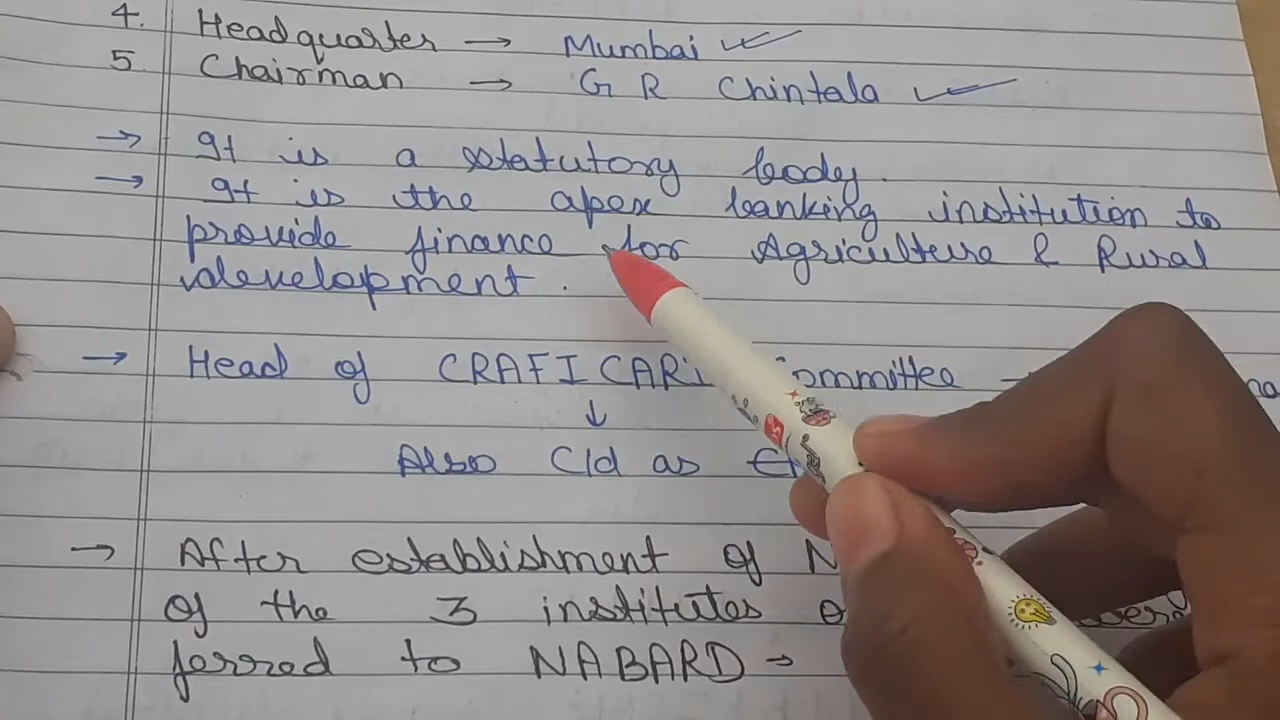 4. Headquarter → Mumbai
5 Chairman → G R Chintala
→ It is a statutory body.
→ It is the apex banking institution to
provide finance for Agriculture & Rural
development.
→ Head of CRAFICARD
↓
Also C/d as
→ After establishment of
of the 3 institutes
ferred to NABARD →